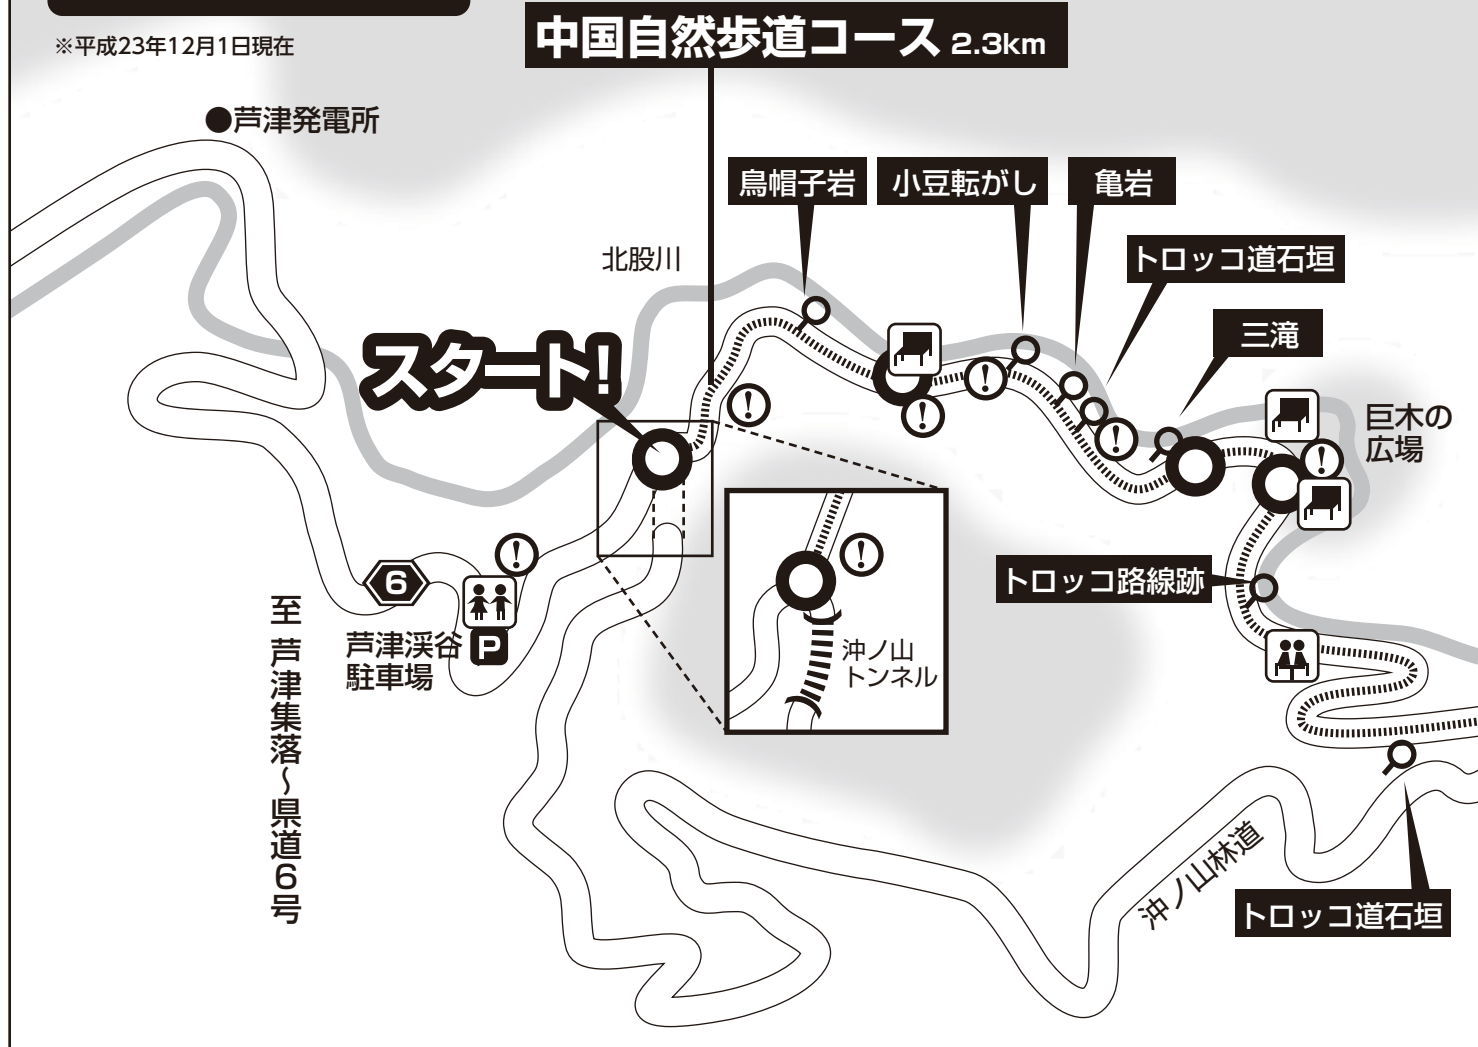 ※平成23年12月1日現在
中国自然歩道コース 2.3km
●芦津発電所
烏帽子岩
小豆転がし
亀岩
北股川
トロッコ道石垣
三滝
スタート!
巨木の
広場
6
トロッコ路線跡
至 芦津集落~県道6号
芦津渓谷
駐車場
P
沖ノ山
トンネル
沖ノ山林道
トロッコ道石垣